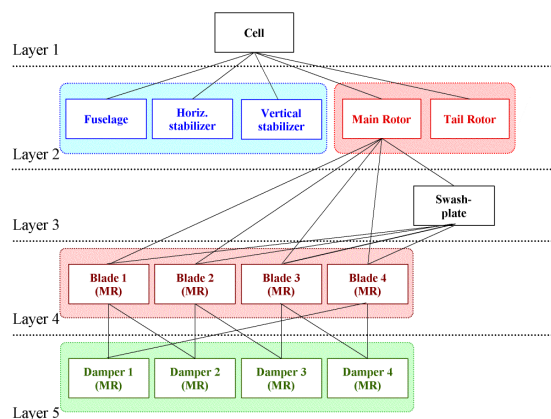 Cell
Layer 1
Fuselage
Horiz.
stabilizer
Vertical
stabilizer
Main Rotor
Tail Rotor
Layer 2
Swash-
plate
Layer 3
Blade 1
(MR)
Blade 2
(MR)
Blade 3
(MR)
Blade 4
(MR)
Layer 4
Damper 1
(MR)
Damper 2
(MR)
Damper 3
(MR)
Damper 4
(MR)
Layer 5